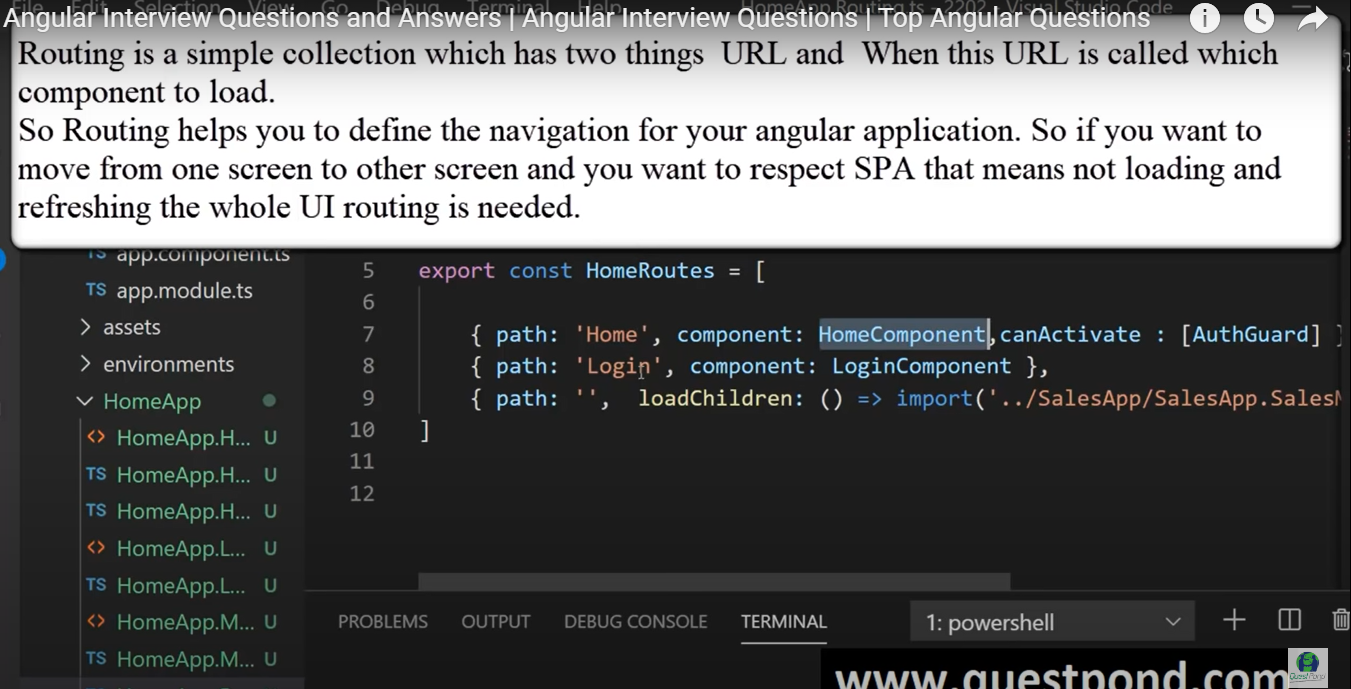 Angular Interview Questions and Answers | Angular Interview Questions | Top Angular Questions
Routing is a simple collection which has two things URL and When this URL is called which
component to load.
So Routing helps you to define the navigation for your angular application. So if you want to
move from one screen to other screen and you want to respect SPA that means not loading and
refreshing the whole UI routing is needed.
TS app.component.ts
TS app.module.ts
> assets
> environments
HomeApp
<> HomeApp.H... U
TS HomeApp.H... U
TS HomeApp.H... U
<> HomeApp.L... U
TS HomeApp.L... U
<> HomeApp.M... U
TS HomeApp.M... U
5 export const HomeRoutes = [
6
7 { path: 'Home', component: HomeComponent,canActivate : [AuthGuard] }
8 { path: 'Login', component: LoginComponent },
9 { path: '', loadChildren: () => import('../SalesApp/SalesApp.Sales
10 ]
11
12
PROBLEMS OUTPUT DEBUG CONSOLE TERMINAL 1: powershell
www.questpond.com